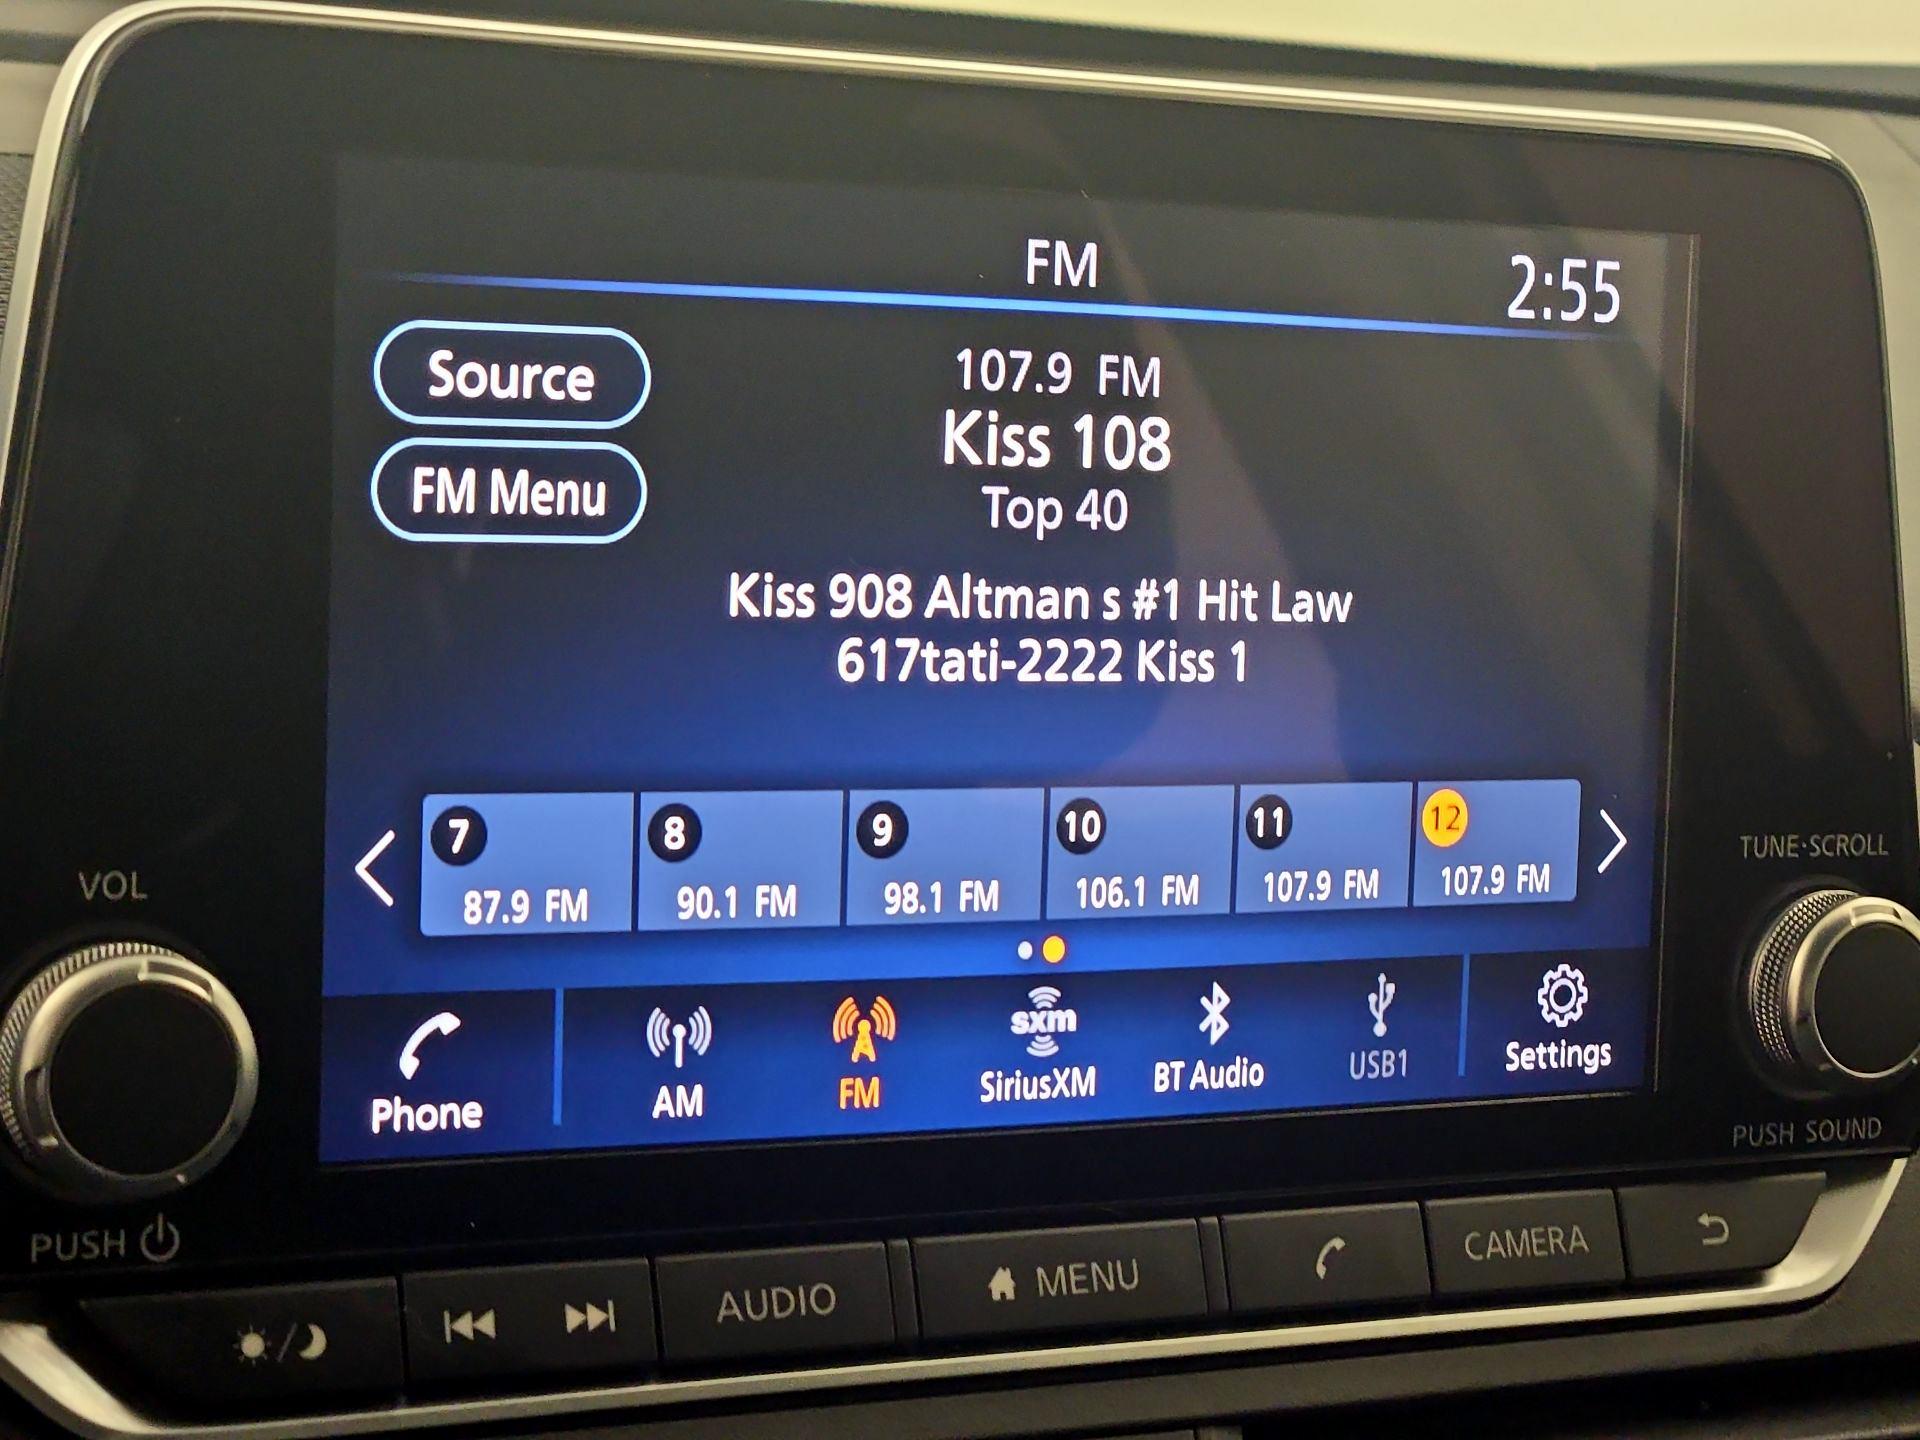 FM
2:55
Source
107.9 FM
Kiss 108
FM Menu
Top 40
Kiss 908 Altman s #1 Hit Law
617tati-2222 Kiss 1
7
8
9
10
11
12
87.9 FM
90.1 FM
98.1 FM
106.1 FM
107.9 FM
107.9 FM
Phone
AM
FM
sxm
SiriusXM
BT Audio
USB1
Settings
VOL
PUSH
TUNE·SCROLL
PUSH SOUND
AUDIO
MENU
CAMERA